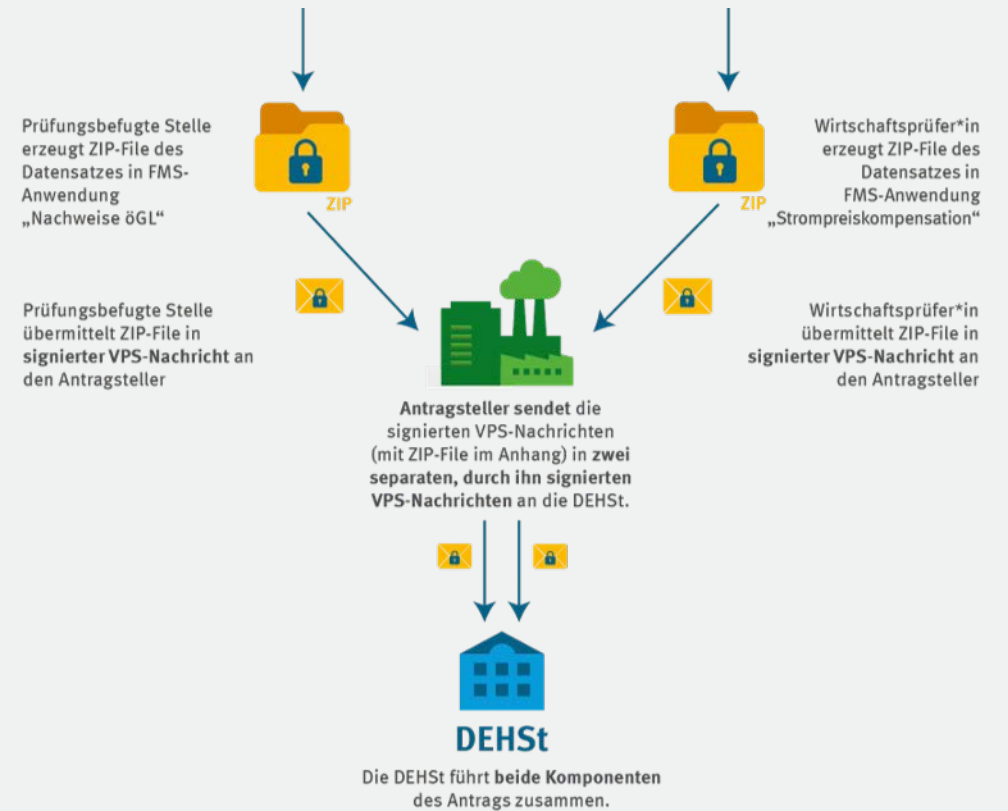 Prüfungsbefugte Stelle
erzeugt ZIP-File des
Datensatzes in FMS-
Anwendung
„Nachweise öGL“
ZIP
Wirtschaftsprüfer*in
erzeugt ZIP-File des
Datensatzes in
FMS-Anwendung
„Strompreiskompensation“
ZIP
Prüfungsbefugte Stelle
übermittelt ZIP-File in
signierter VPS-Nachricht an
den Antragsteller
Wirtschaftsprüfer*in
übermittelt ZIP-File in
signierter VPS-Nachricht an
den Antragsteller
Antragsteller sendet die
signierten VPS-Nachrichten
(mit ZIP-File im Anhang) in zwei
separaten, durch ihn signierten
VPS-Nachrichten an die DEHSt.
DEHSt
Die DEHSt führt beide Komponenten
des Antrags zusammen.